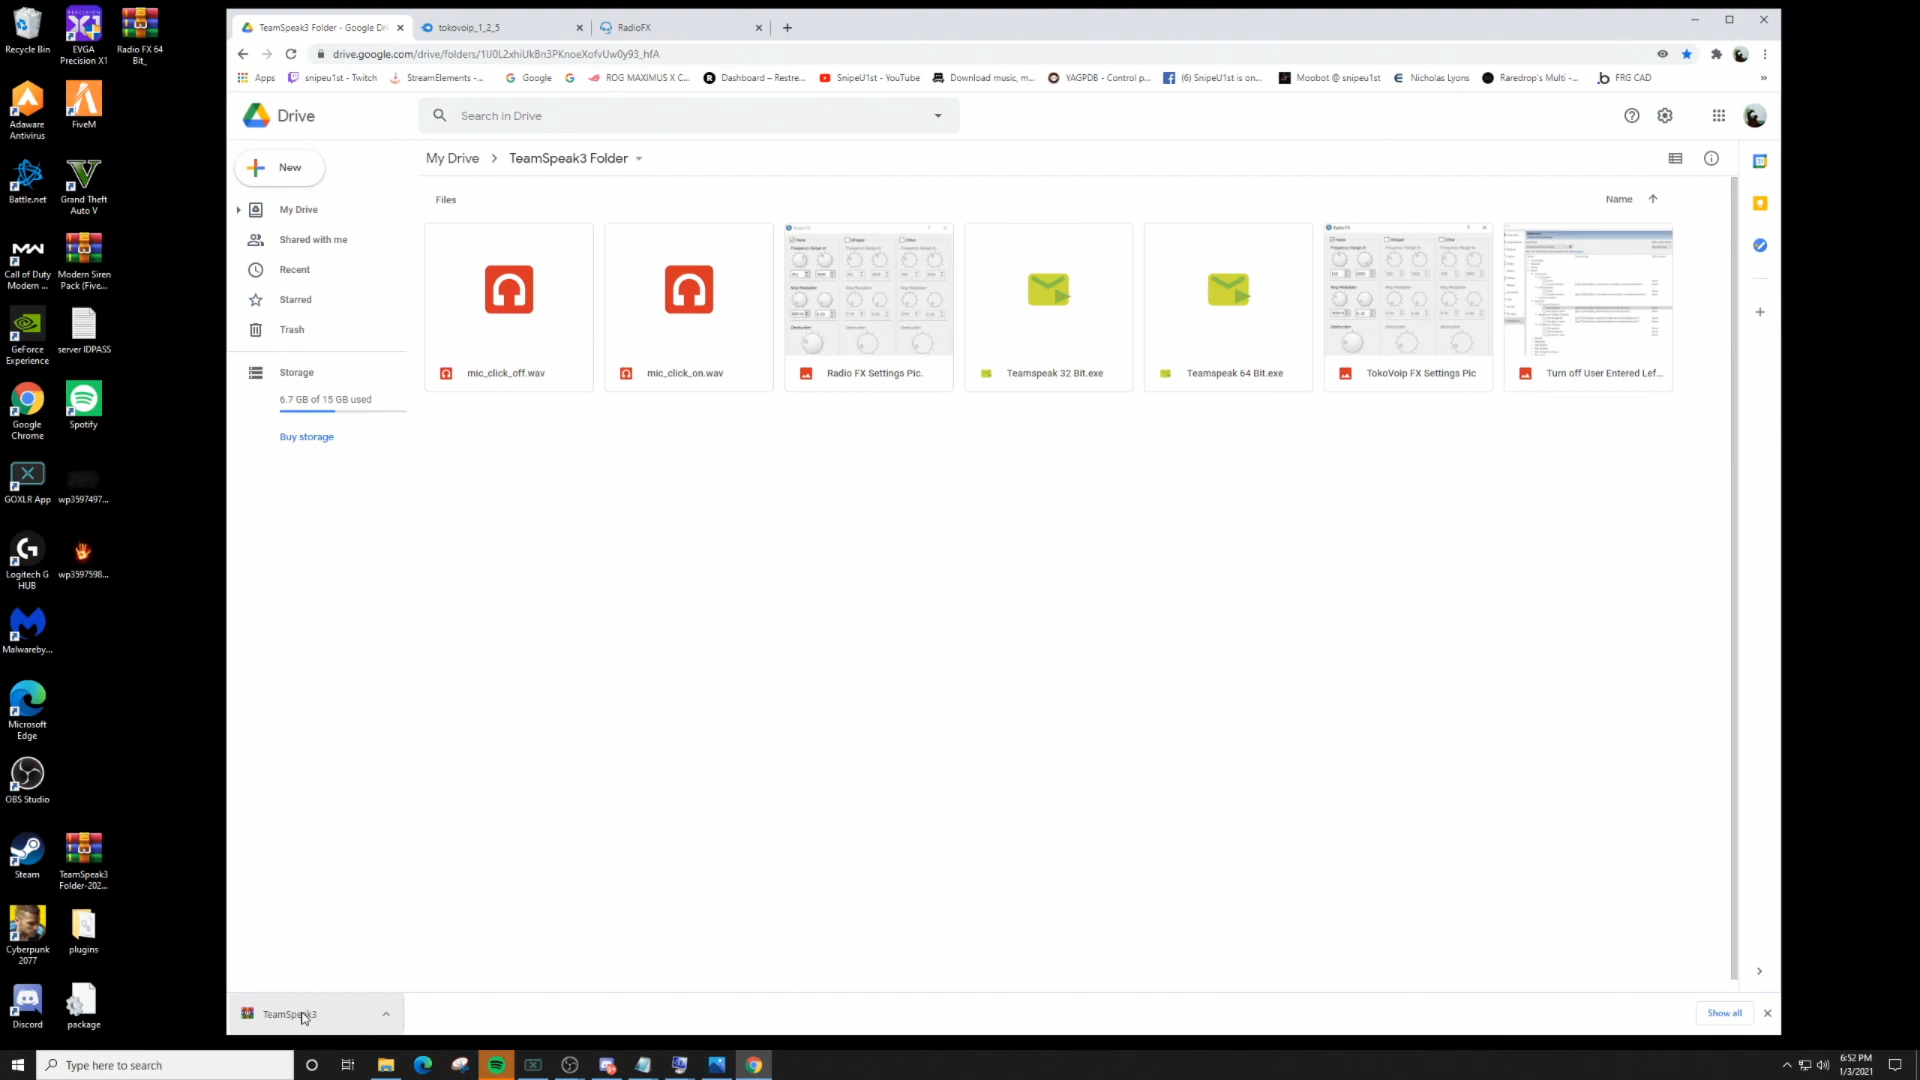 Recycle Bin
EVGA
Precision X1
Radio FX 64
Bit_
Adaware
Antivirus
FiveM
Battle.net
Grand Theft
Auto V
Call of Duty
Modern ...
Modern Siren
Pack (Five...
GeForce
Experience
server IDPASS
Google
Chrome
Spotify
GOXLR App
wp3597497...
Logitech G
HUB
wp3597598...
Malwareby...
Microsoft
Edge
OBS Studio
Steam
TeamSpeak3
Folder-202...
Cyberpunk
2077
plugins
Discord
package
TeamSpeak3 Folder - Google Dri
tokovoip_1_2_5
RadioFX
drive.google.com/drive/folders/1U0L2xhiUkBn3PKnoeXofvUw0y93_hfA
Apps
snipeu1st - Twitch
StreamElements -...
Google
ROG MAXIMUS X C...
Dashboard – Restre...
SnipeU1st - YouTube
Download music, m...
YAGPDB - Control p...
(6) SnipeU1st is on...
Moobot @ snipeu1st
Nicholas Lyons
Raredrop's Multi -...
FRG CAD
Drive
Search in Drive
New
My Drive > TeamSpeak3 Folder
Files
Name
My Drive
Shared with me
Recent
Starred
Trash
Storage
6.7 GB of 15 GB used
Buy storage
mic_click_off.wav
mic_click_on.wav
Radio FX Settings Pic.
Teamspeak 32 Bit.exe
Teamspeak 64 Bit.exe
TokoVoip FX Settings Pic
Turn off User Entered Lef...
TeamSpeak3
Show all
Type here to search
6:52 PM
1/3/2021